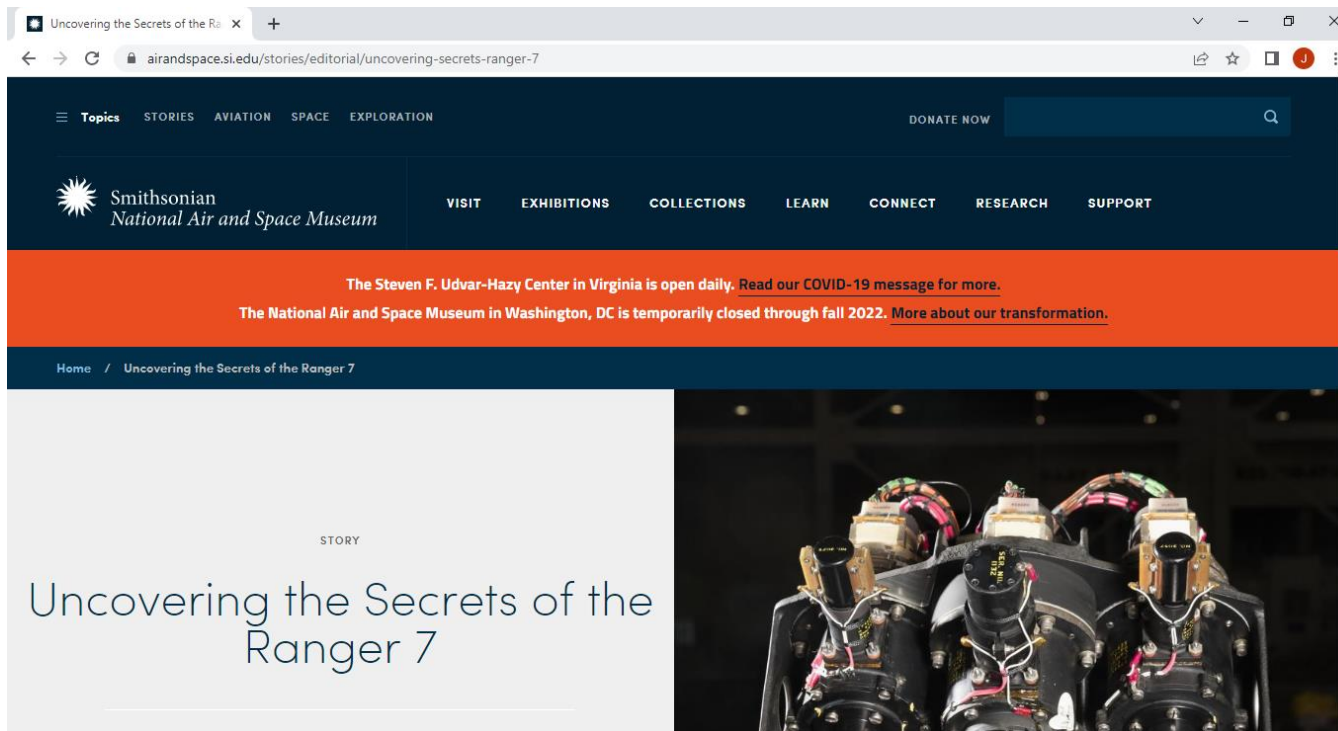 Uncovering the Secrets of the Ra
airandspace.si.edu/stories/editorial/uncovering-secrets-ranger-7
J
Topics STORIES AVIATION SPACE EXPLORATION
DONATE NOW
Smithsonian
National Air and Space Museum
VISIT EXHIBITIONS COLLECTIONS LEARN CONNECT RESEARCH SUPPORT
The Steven F. Udvar-Hazy Center in Virginia is open daily. Read our COVID-19 message for more.
The National Air and Space Museum in Washington, DC is temporarily closed through fall 2022. More about our transformation.
Home / Uncovering the Secrets of the Ranger 7
STORY
Uncovering the Secrets of the
Ranger 7